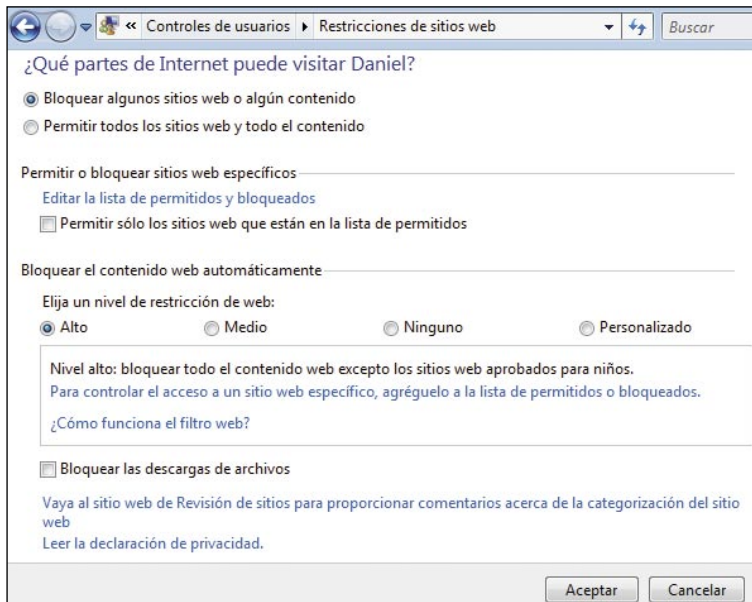 « Controles de usuarios ▸ Restricciones de sitios web Buscar
¿Qué partes de Internet puede visitar Daniel?
Bloquear algunos sitios web o algún contenido
Permitir todos los sitios web y todo el contenido
Permitir o bloquear sitios web específicos
Editar la lista de permitidos y bloqueados
Permitir sólo los sitios web que están en la lista de permitidos
Bloquear el contenido web automáticamente
Elija un nivel de restricción de web:
Alto Medio Ninguno Personalizado
Nivel alto: bloquear todo el contenido web excepto los sitios web aprobados para niños.
Para controlar el acceso a un sitio web específico, agréguelo a la lista de permitidos o bloqueados.
¿Cómo funciona el filtro web?
Bloquear las descargas de archivos
Vaya al sitio web de Revisión de sitios para proporcionar comentarios acerca de la categorización del sitio
web
Leer la declaración de privacidad.
Aceptar Cancelar